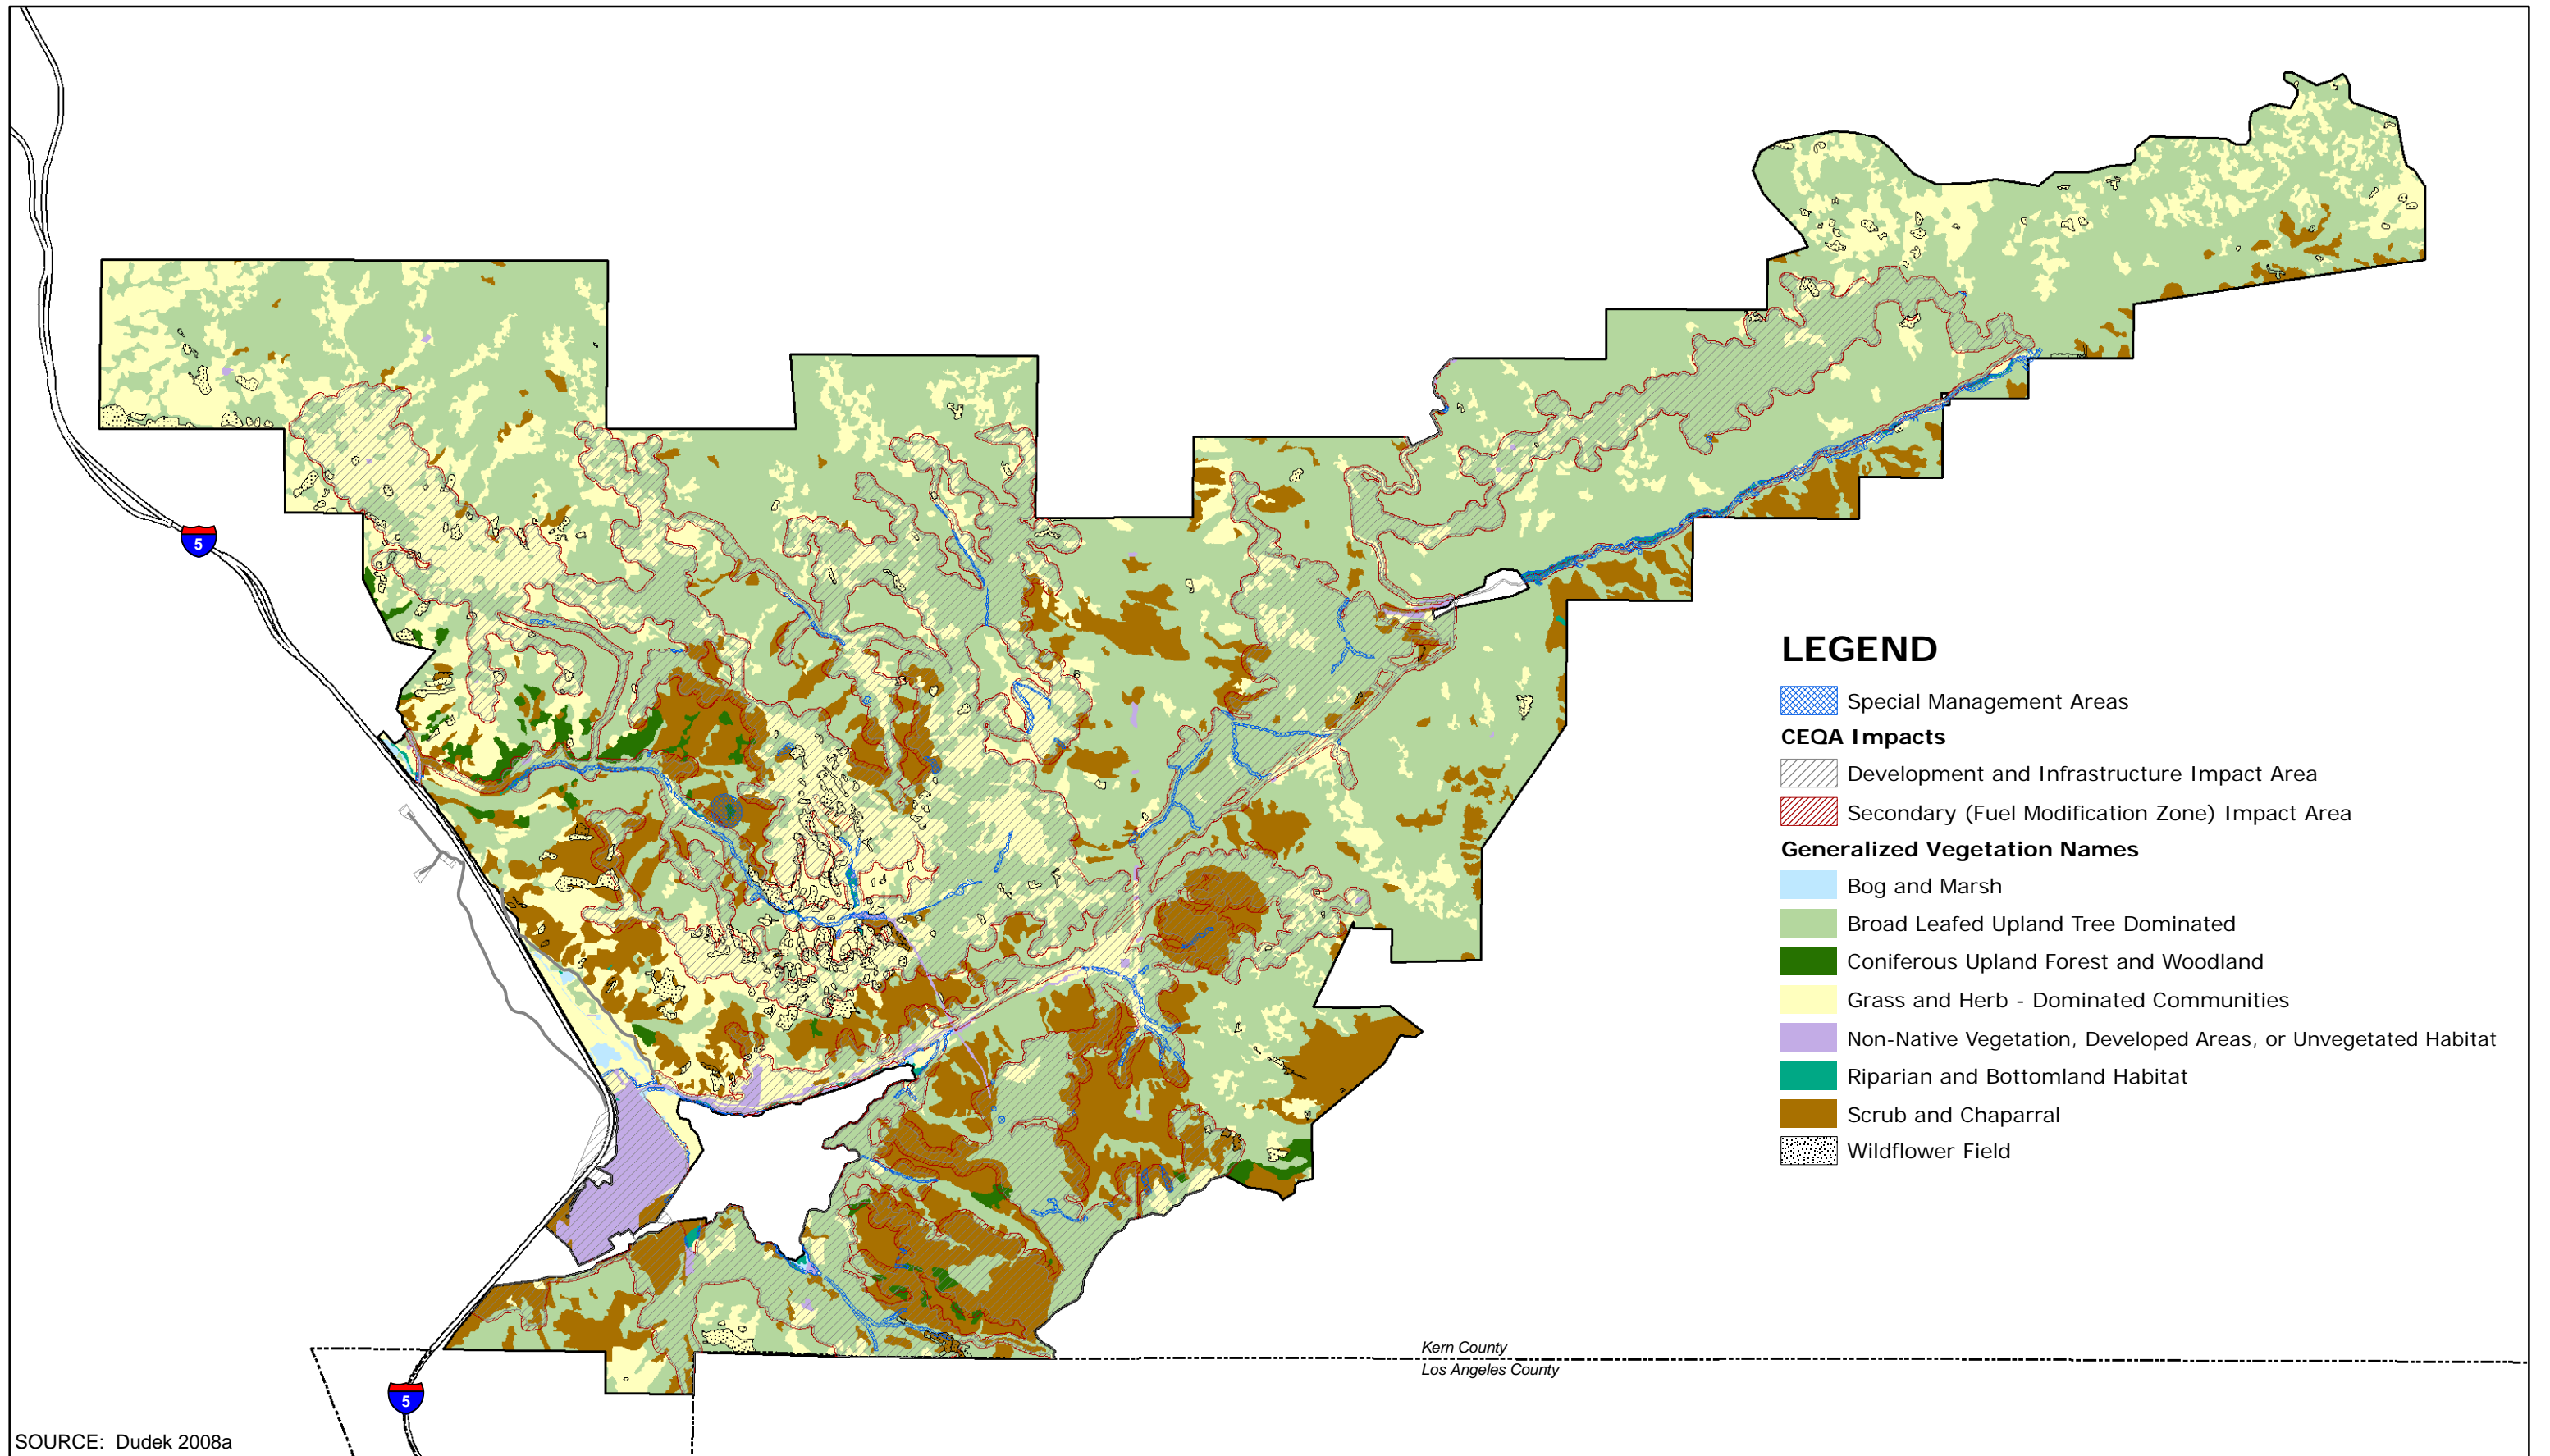 5
LEGEND
Special Management Areas
CEQA Impacts
Development and Infrastructure Impact Area
Secondary (Fuel Modification Zone) Impact Area
Generalized Vegetation Names
Bog and Marsh
Broad Leafed Upland Tree Dominated
Coniferous Upland Forest and Woodland
Grass and Herb - Dominated Communities
Non-Native Vegetation, Developed Areas, or Unvegetated Habitat
Riparian and Bottomland Habitat
Scrub and Chaparral
Wildflower Field
Kern County
Los Angeles County
5
SOURCE: Dudek 2008a